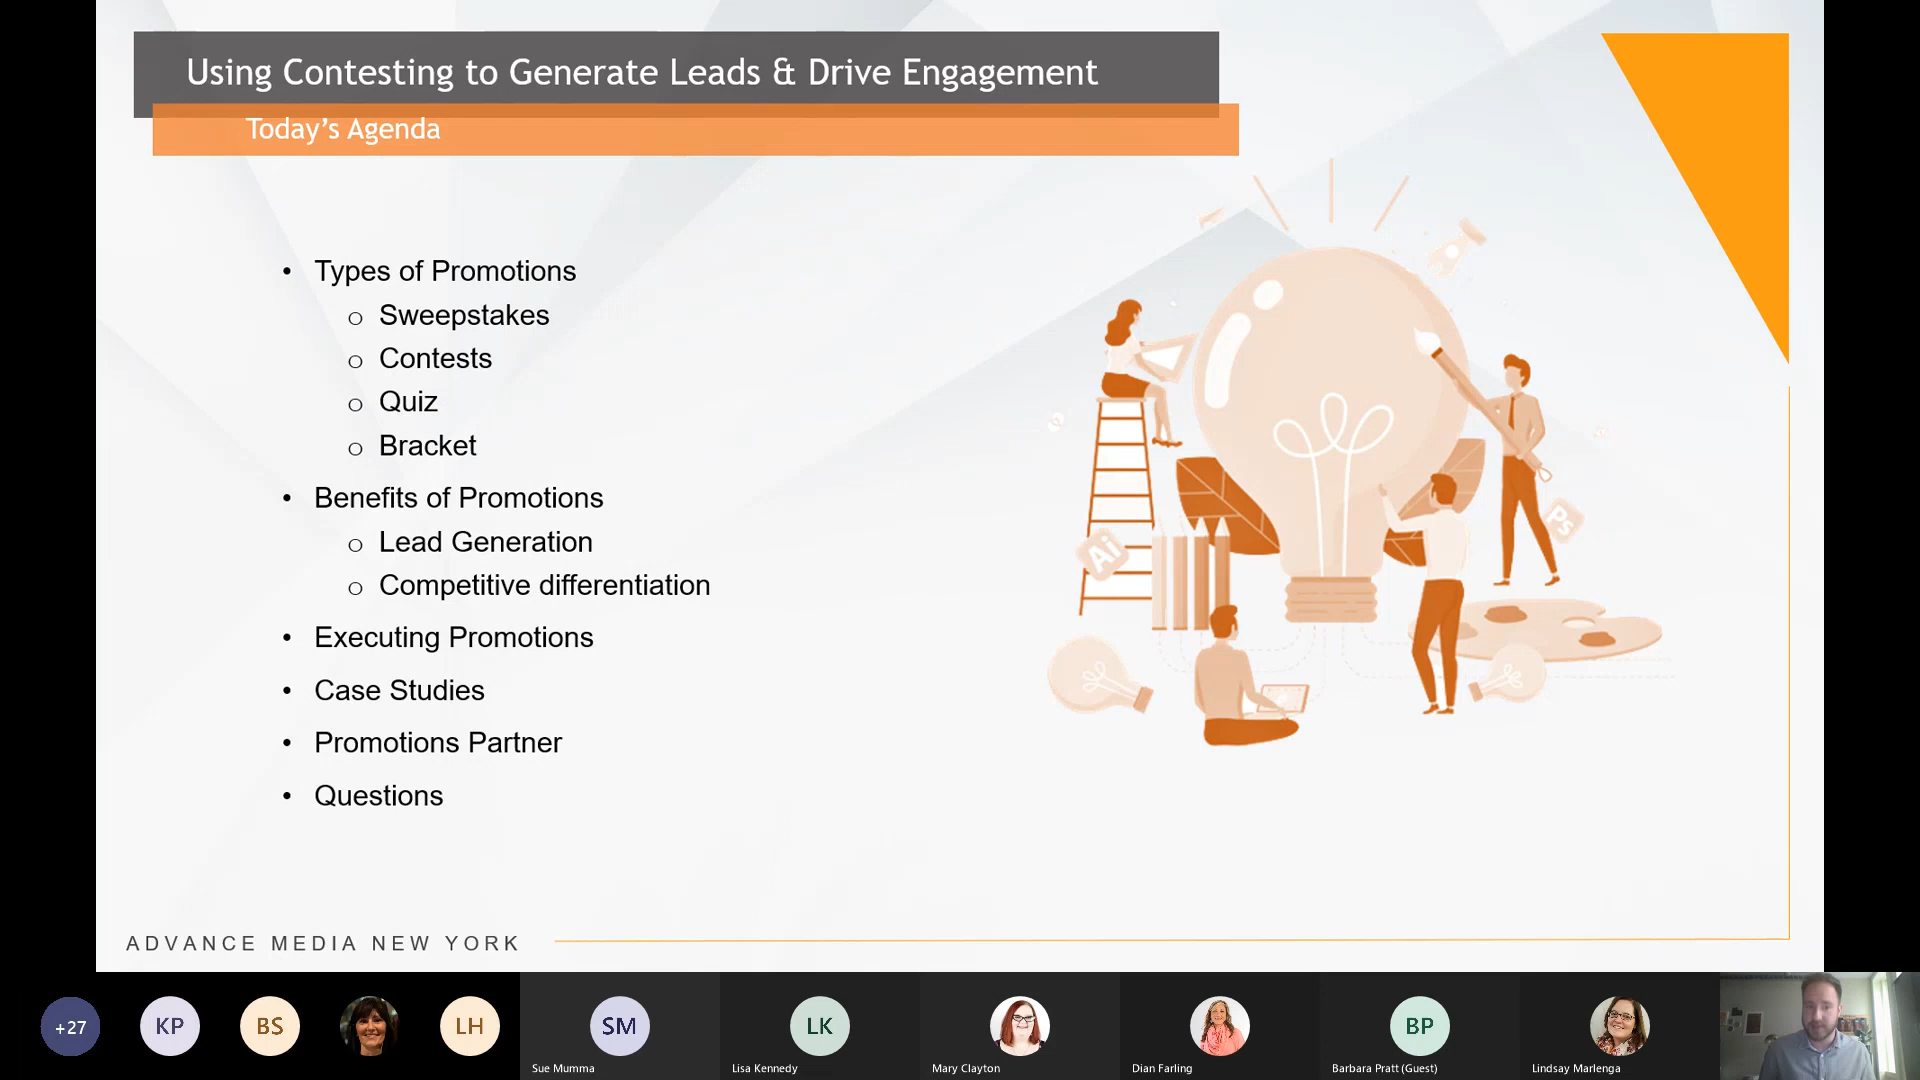 Using Contesting to Generate Leads & Drive Engagement
Today's Agenda
• Types of Promotions
o Sweepstakes
o Contests
o Quiz
o Bracket
• Benefits of Promotions
o Lead Generation
o Competitive differentiation
• Executing Promotions
• Case Studies
• Promotions Partner
• Questions
Ai
Ps
ADVANCE MEDIA NEW YORK
+27
KP
BS
LH
SM
LK
BP
Sue Mumma
Lisa Kennedy
Mary Clayton
Dian Farling
Barbara Pratt (Guest)
Lindsay Marlenga